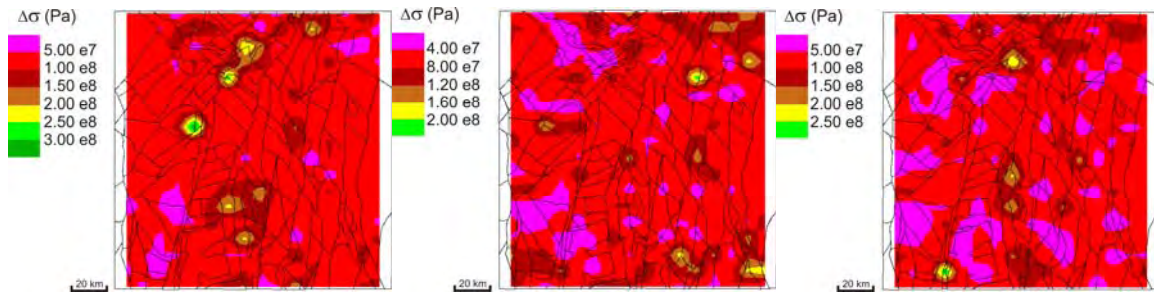 Δσ (Pa)
5.00 e7
1.00 e8
1.50 e8
2.00 e8
2.50 e8
3.00 e8
20 km
Δσ (Pa)
4.00 e7
8.00 e7
1.20 e8
1.60 e8
2.00 e8
20 km
Δσ (Pa)
5.00 e7
1.00 e8
1.50 e8
2.00 e8
2.50 e8
20 km